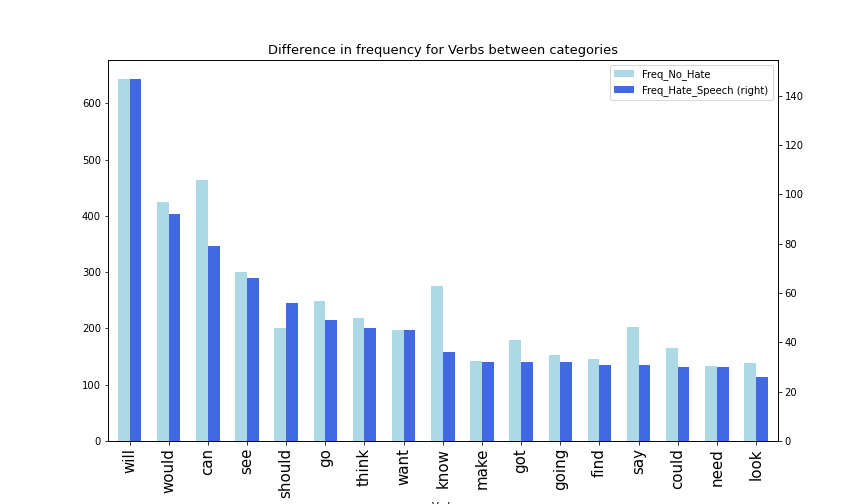 Difference in frequency for Verbs between categories
Freq_No_Hate
Freq_Hate_Speech (right)
600
500
400
300
200
100
0
140
120
100
80
60
40
20
0
will
would
can
see
should
go
think
want
know
make
got
going
find
say
could
need
look